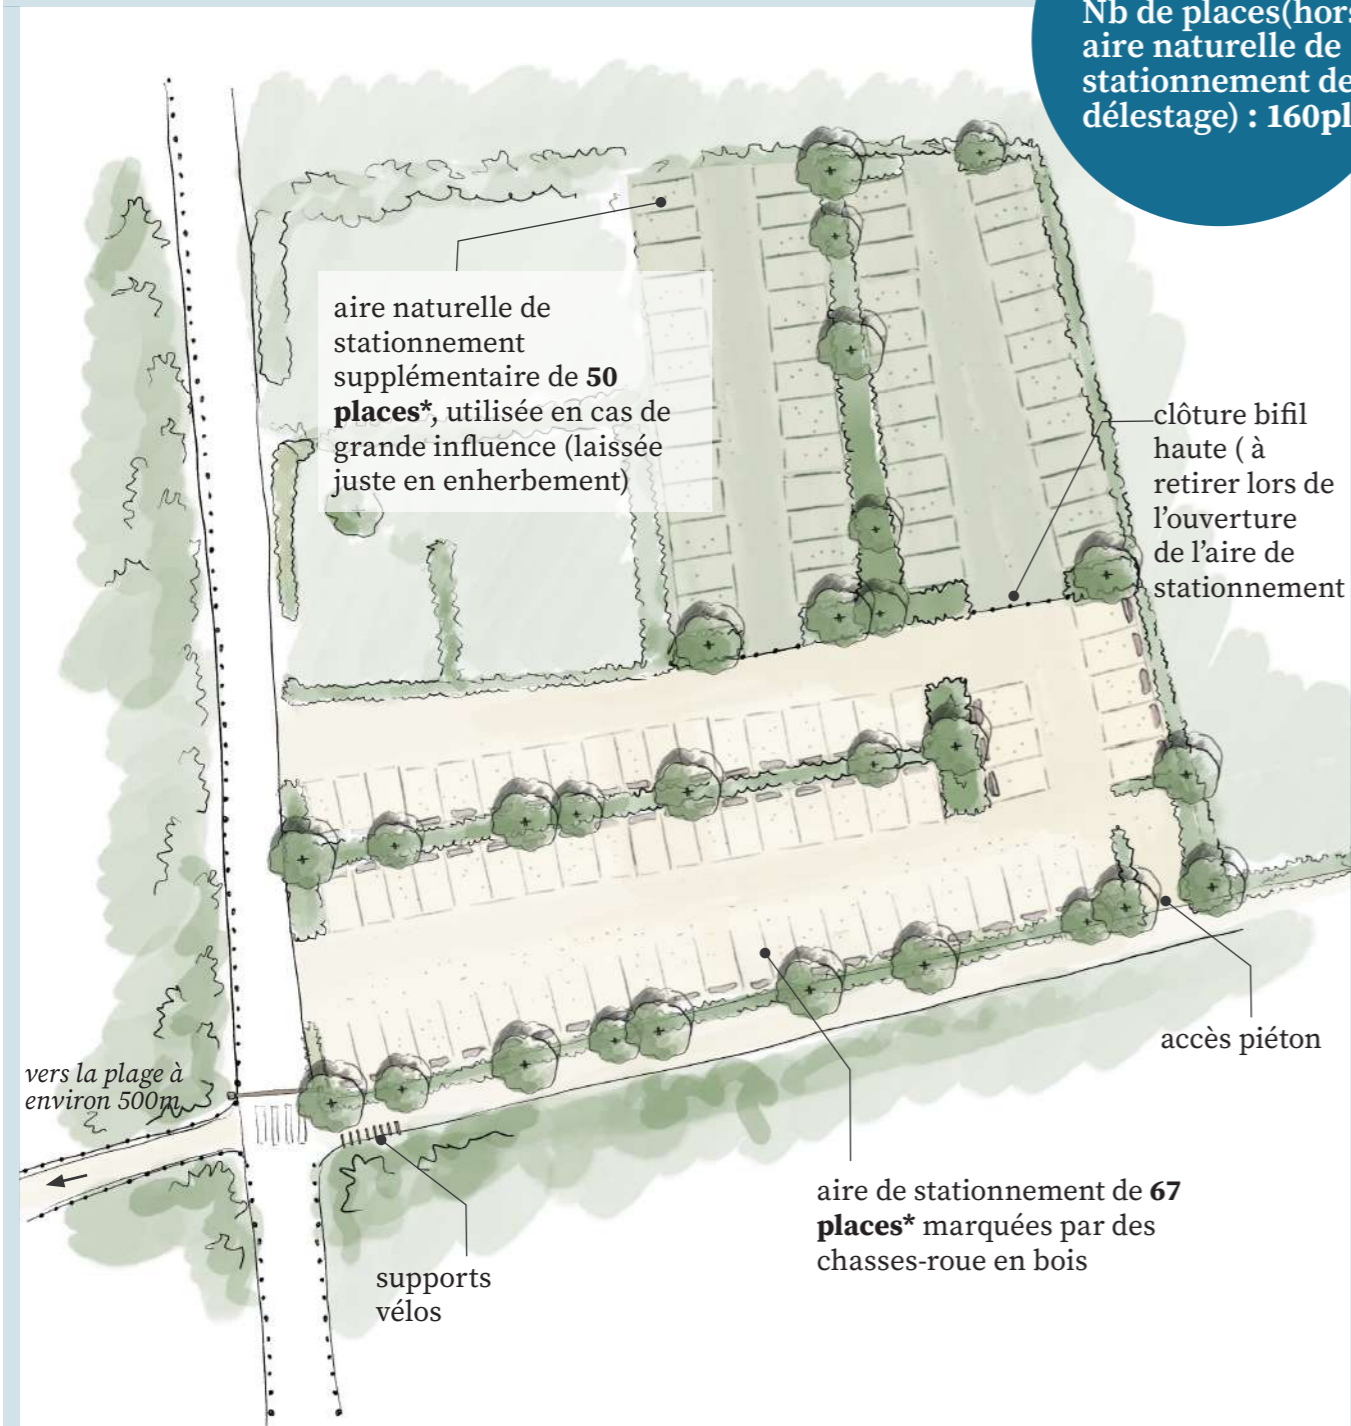 Nb de places(hors
aire naturelle de
stationnement de
délestage) : 160pl
aire naturelle de
stationnement
supplémentaire de 50
places*, utilisée en cas de
grande influence (laissée
juste en enherbement)
clôture bifil
haute ( à
retirer lors de
l'ouverture
de l'aire de
stationnement
accès piéton
vers la plage à
environ 500m
aire de stationnement de 67
places* marquées par des
chasses-roue en bois
supports
vélos